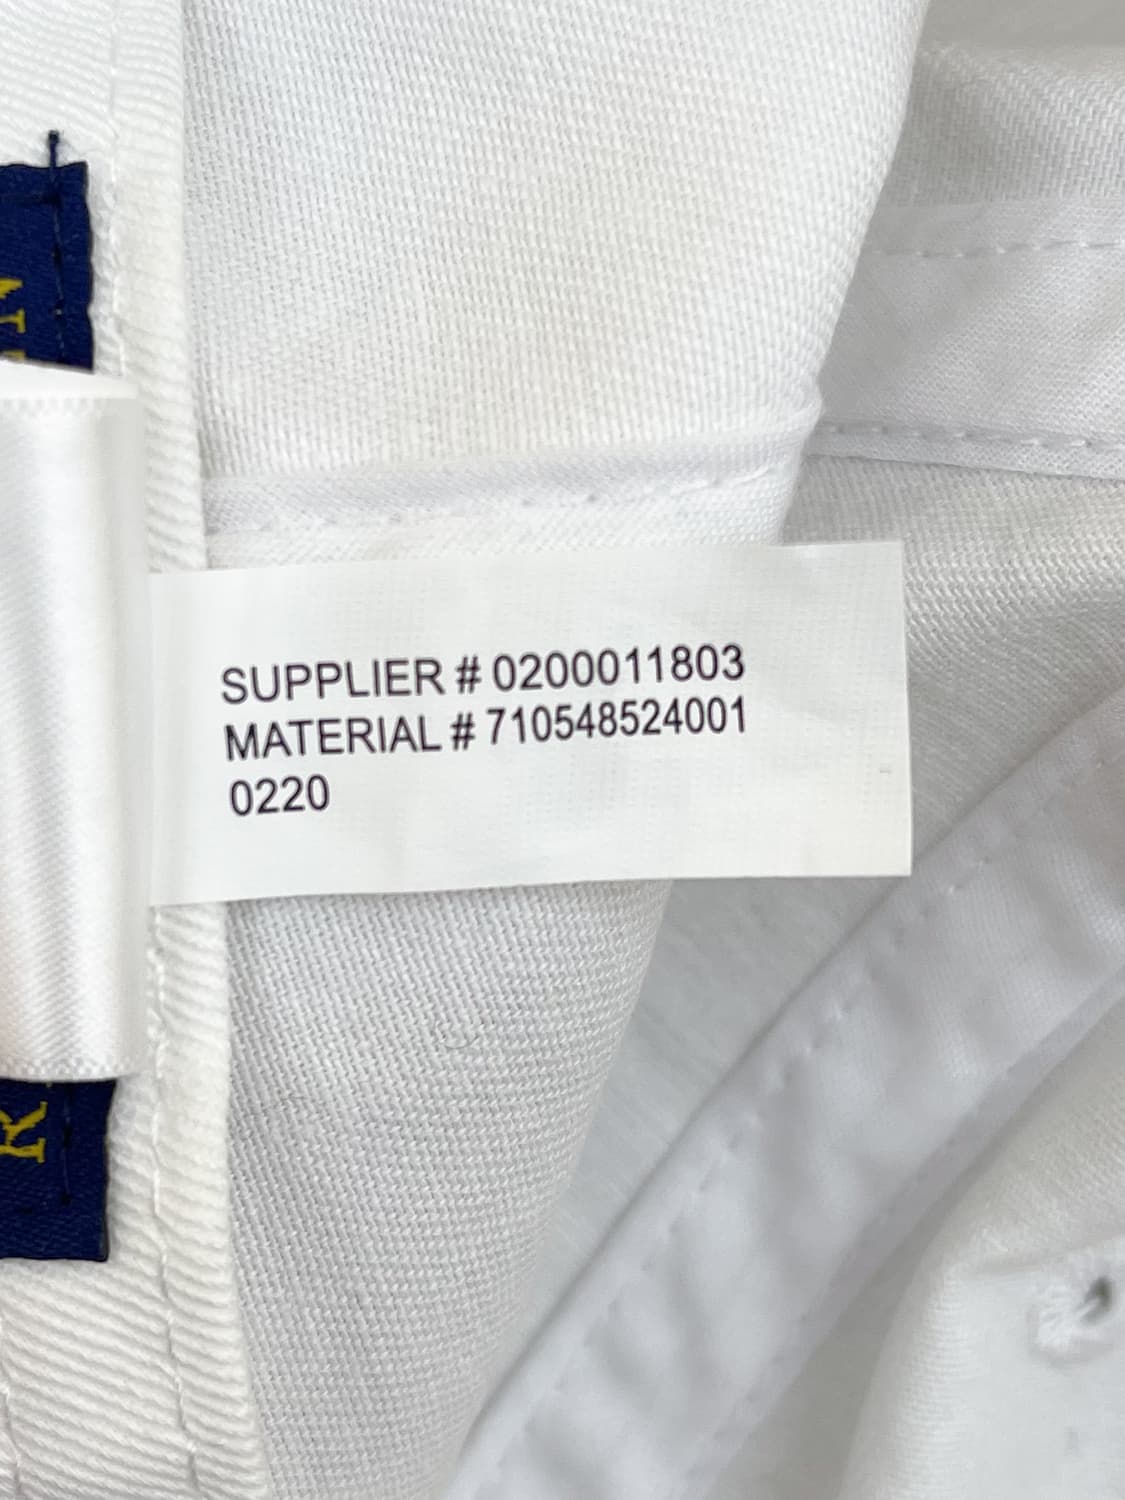 SUPPLIER # 0200011803
MATERIAL # 710548524001
0220